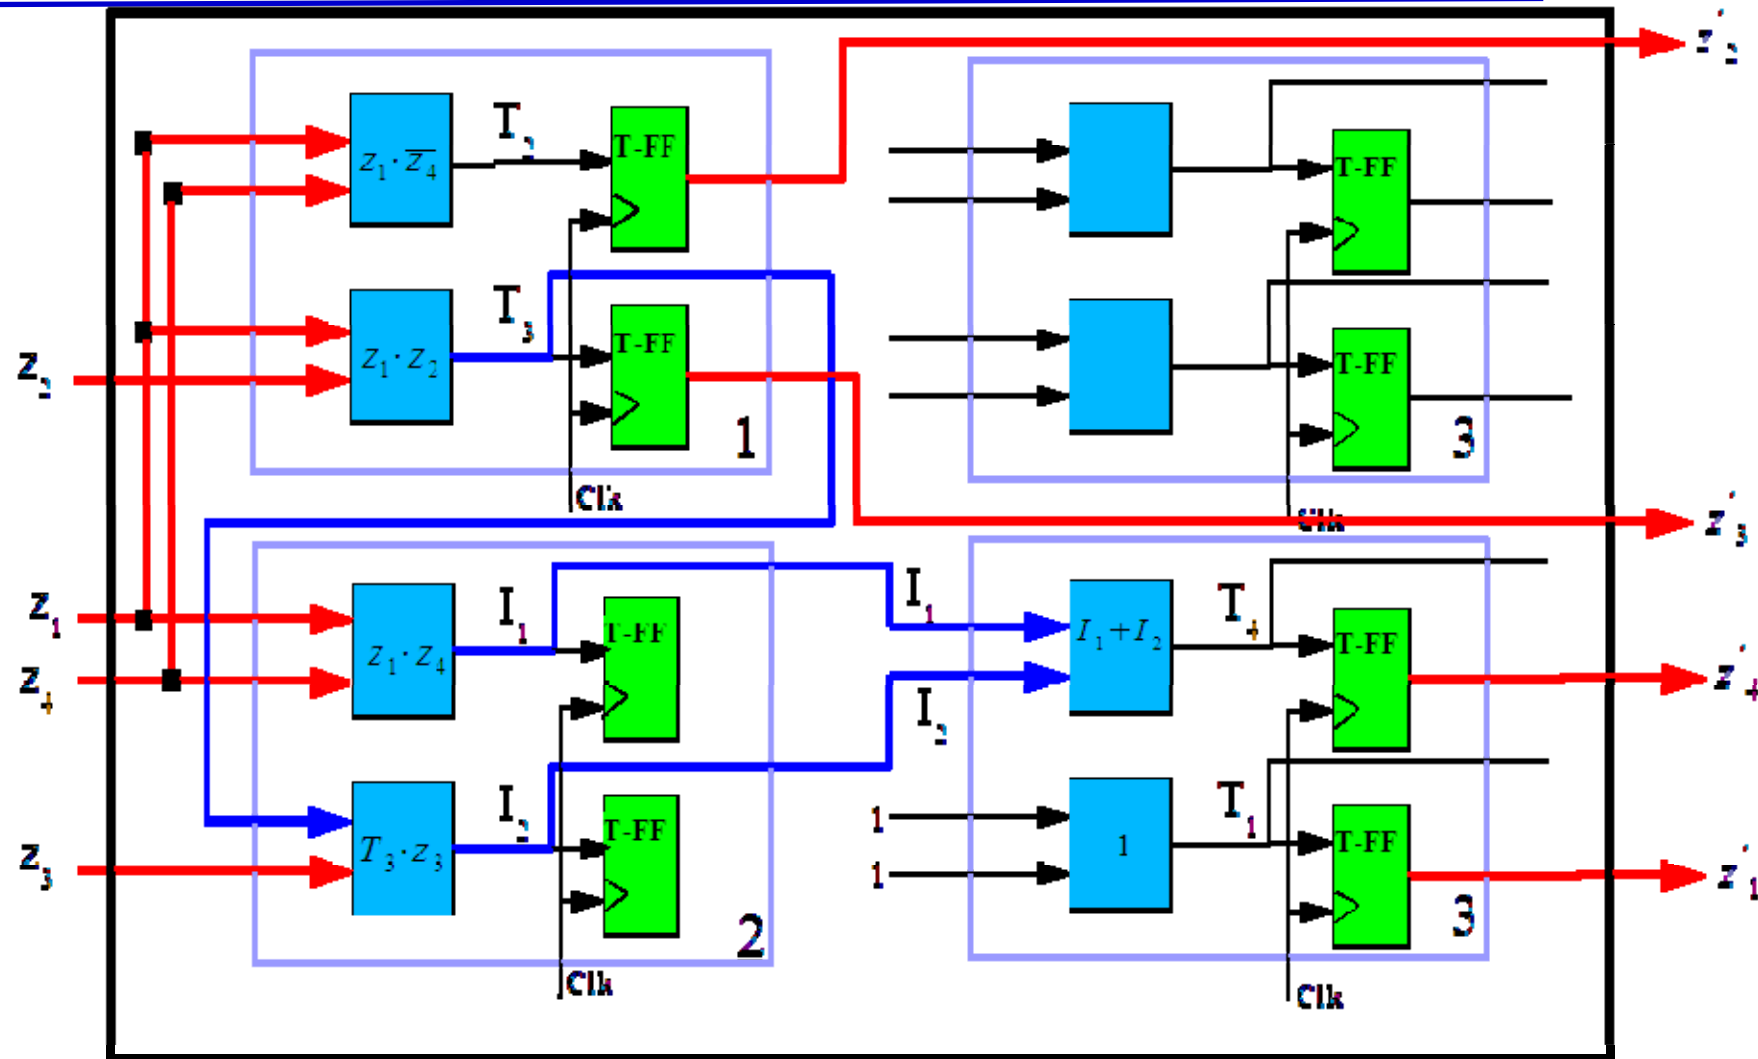 z'₂
T₂
T-FF
z₁·z̅₄
T-FF
T-FF
T₃
T-FF
z₁·z₂
T-FF
z₂
1
3
Clk
Clk
z'₃
I₁
I₁
z₁
T-FF
I₁+I₂
T₄
T-FF
z₁·z₄
z₄
z'₄
I₂
I₂
T₁
1
T-FF
T-FF
T₃·z₃
1
z₃
1
z'₁
2
3
Clk
Clk